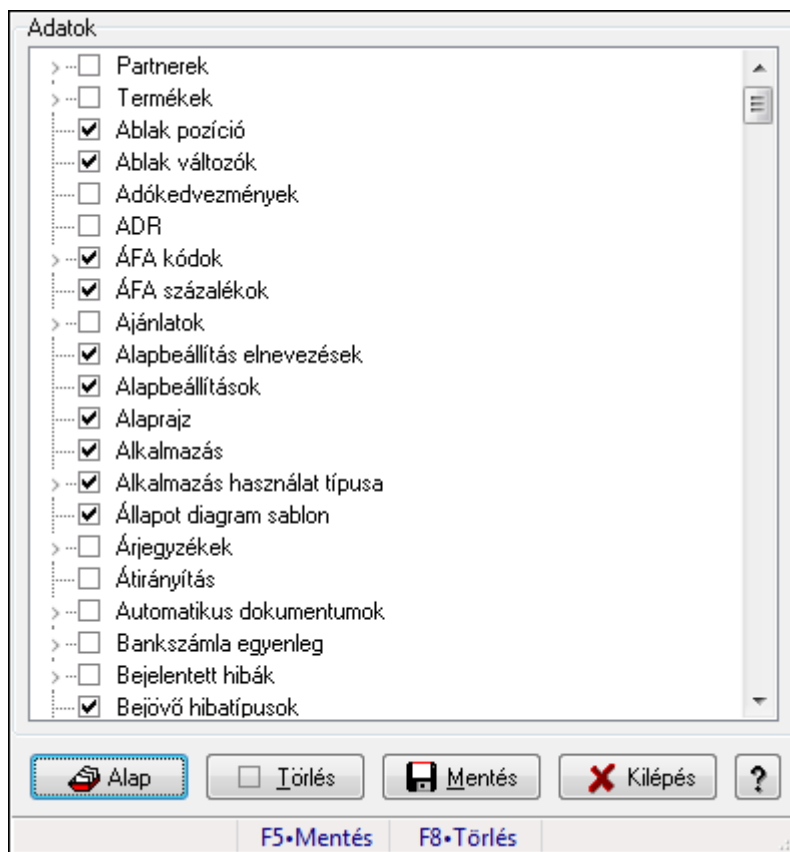 Adatok
Partnerek
Termékek
Ablak pozíció
Ablak változók
Adókedvezmények
ADR
ÁFA kódok
ÁFA százalékok
Ajánlatok
Alapbeállítás elnevezések
Alapbeállítások
Alaprajz
Alkalmazás
Alkalmazás használat típusa
Állapot diagram sablon
Árjegyzékek
Átirányítás
Automatikus dokumentumok
Bankszámla egyenleg
Bejelentett hibák
Bejövő hibatípusok
Alap Törlés Mentés Kilépés ?
F5•Mentés F8•Törlés